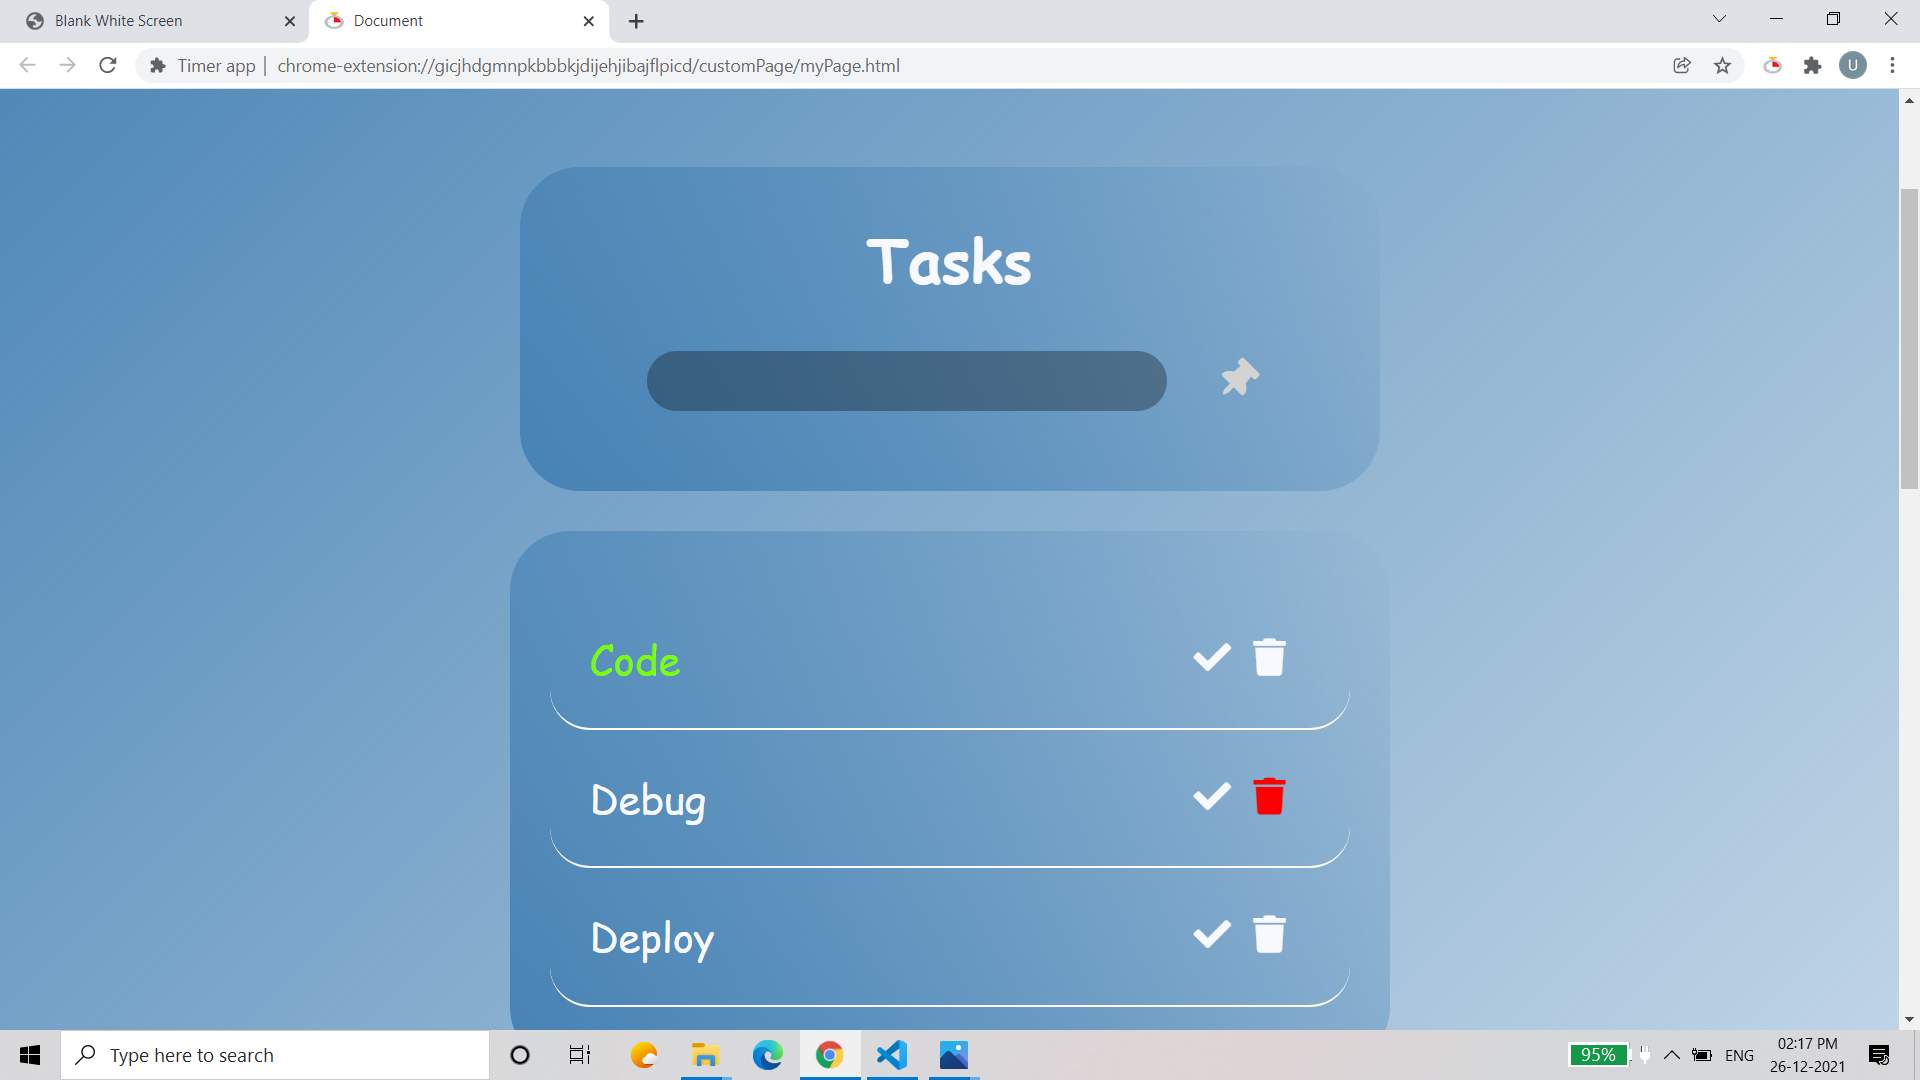 Blank White Screen
Document
Timer app | chrome-extension://gicjhdgmnpkbbbkjdijehjibajflpicd/customPage/myPage.html
U
Tasks
Code
Debug
Deploy
Type here to search
95%
ENG
02:17 PM
26-12-2021